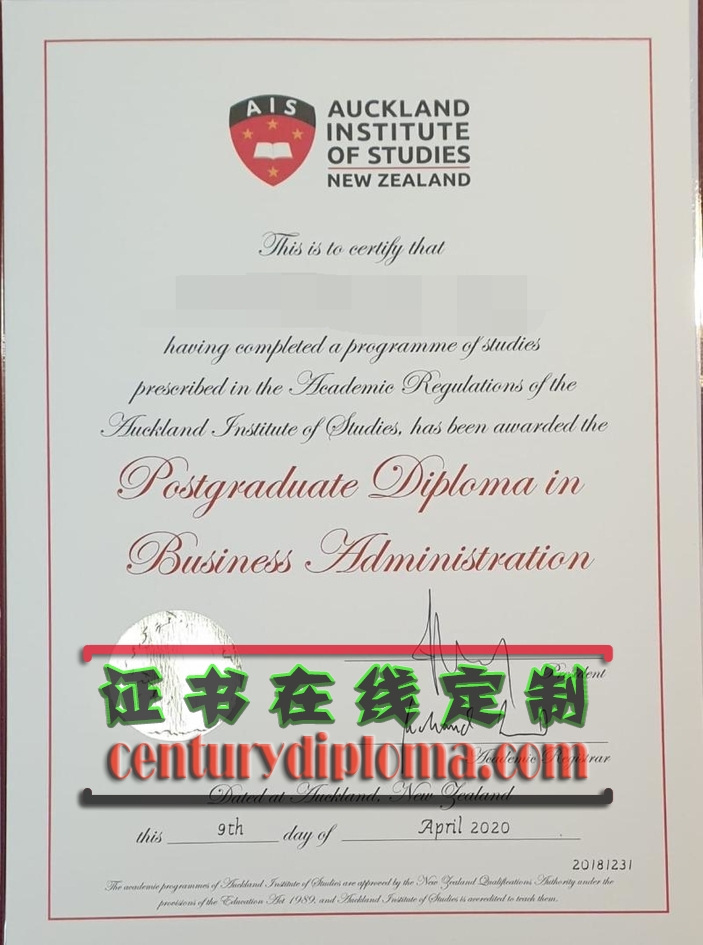 AIS
AUCKLAND
INSTITUTE
OF STUDIES
NEW ZEALAND
This is to certify that
having completed a programme of studies
prescribed in the Academic Regulations of the
Auckland Institute of Studies, has been awarded the
Postgraduate Diploma in
Business Administration
President
证书在线定制
centurydiploma.com
Academic Registrar
Dated at Auckland, New Zealand
this 9th day of April 2020
20181231
The academic programmes of Auckland Institute of Studies are approved by the New Zealand Qualifications Authority under the
provisions of the Education Act 1989, and Auckland Institute of Studies is accredited to teach them.